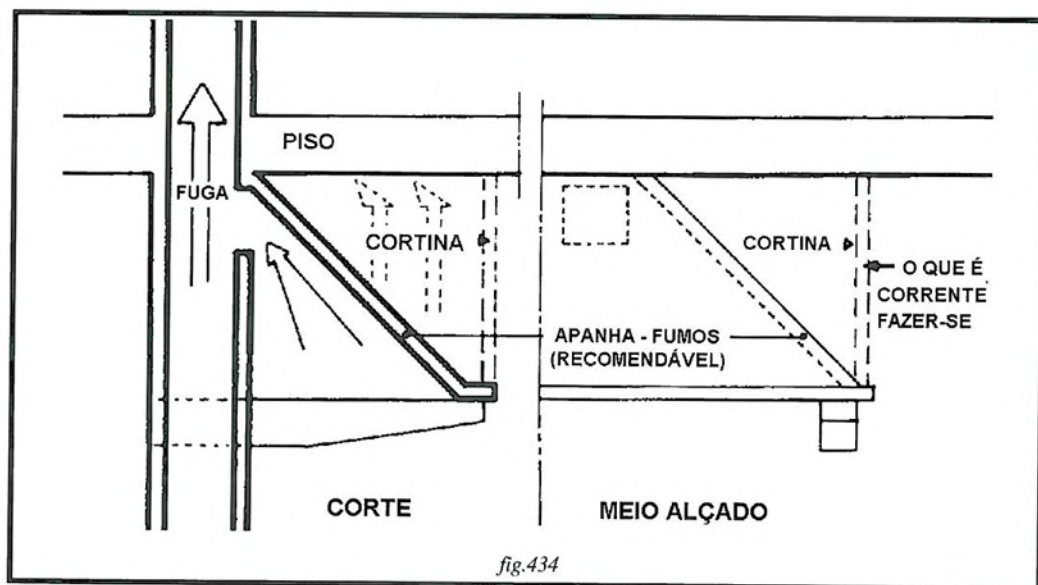 PISO
FUGA
CORTINA
CORTINA
O QUE É
CORRENTE
FAZER-SE
APANHA - FUMOS
(RECOMENDÁVEL)
CORTE
MEIO ALÇADO
fig.434